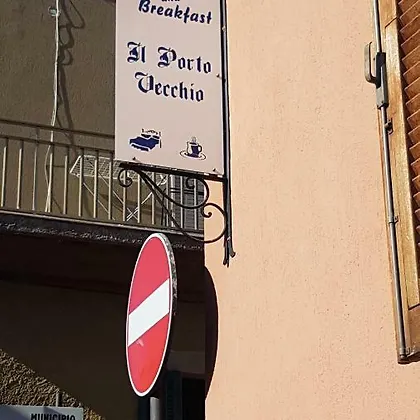 Breakfast
Il Porto
Vecchio
MUNICIPIO